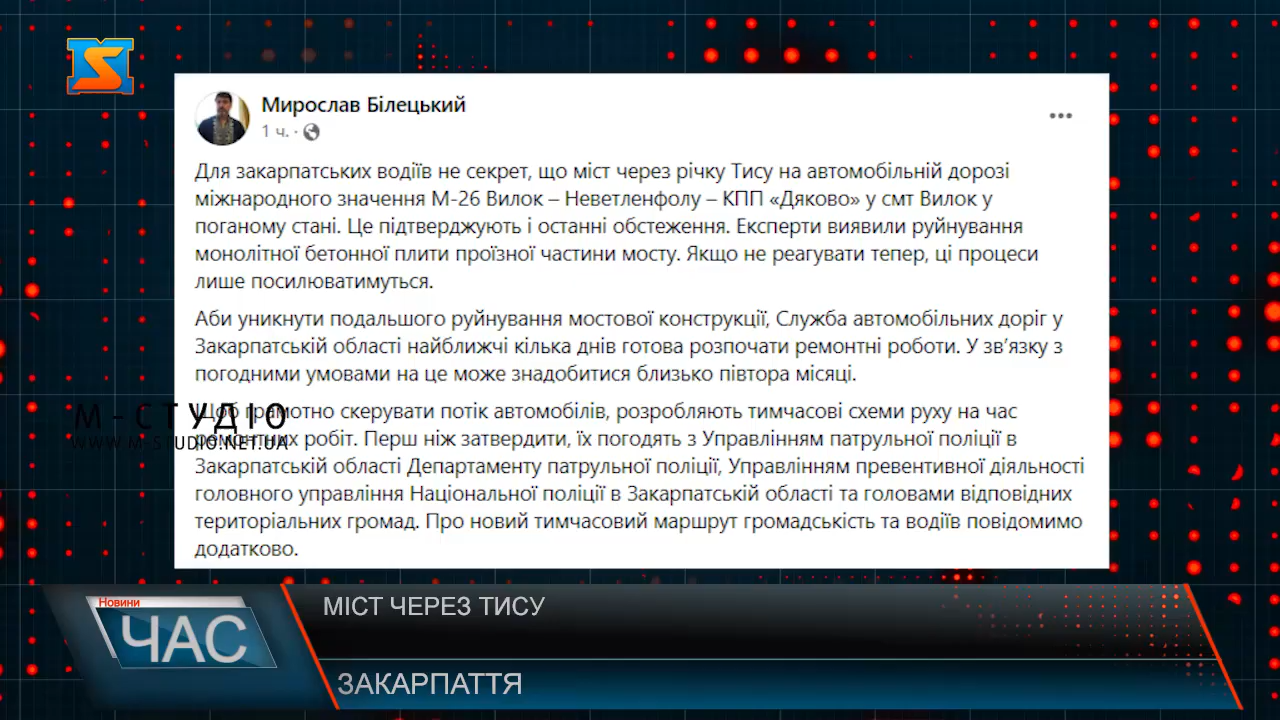 Мирослав Білецький
1 ч. ·
Для закарпатських водіїв не секрет, що міст через річку Тису на автомобільній дорозі
міжнародного значення М-26 Вилок – Неветленфолу – КПП «Дяково» у смт Вилок у
поганому стані. Це підтверджують і останні обстеження. Експерти виявили руйнування
монолітної бетонної плити проїзної частини мосту. Якщо не реагувати тепер, ці процеси
лише посилюватимуться.
Аби уникнути подальшого руйнування мостової конструкції, Служба автомобільних доріг у
Закарпатській області найближчі кілька днів готова розпочати ремонтні роботи. У зв’язку з
погодними умовами на це може знадобитися близько півтора місяці.
Щоб грамотно скерувати потік автомобілів, розробляють тимчасові схеми руху на час
ремонтних робіт. Перш ніж затвердити, їх погодять з Управлінням патрульної поліції в
Закарпатській області Департаменту патрульної поліції, Управлінням превентивної діяльності
головного управління Національної поліції в Закарпатській області та головами відповідних
територіальних громад. Про новий тимчасовий маршрут громадськість та водіїв повідомимо
додатково.
М-СТУДІО
WWW.M-STUDIO.NET.UA
Новини
ЧАС
МІСТ ЧЕРЕЗ ТИСУ
ЗАКАРПАТТЯ